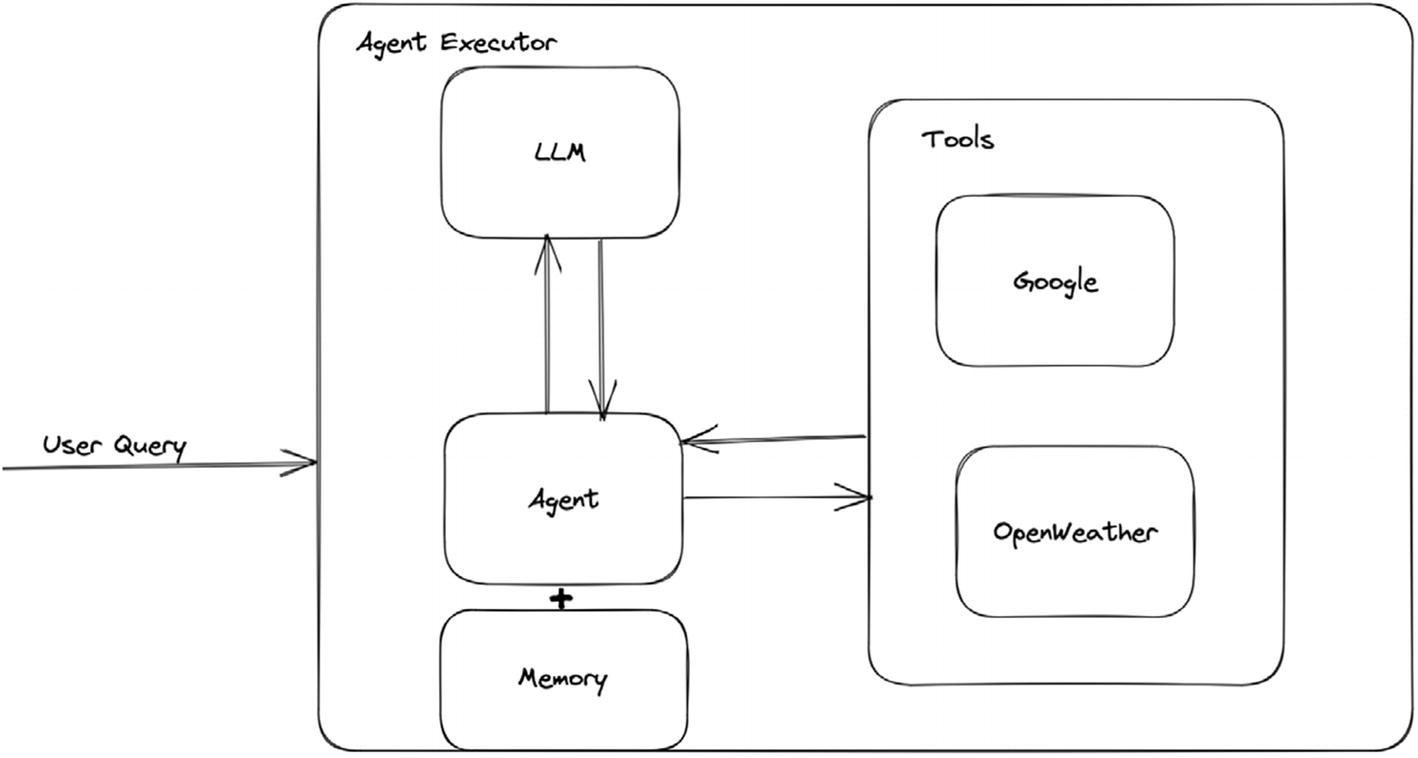 Agent Executor
LLM
Tools
Google
User Query
Agent
OpenWeather
+
Memory